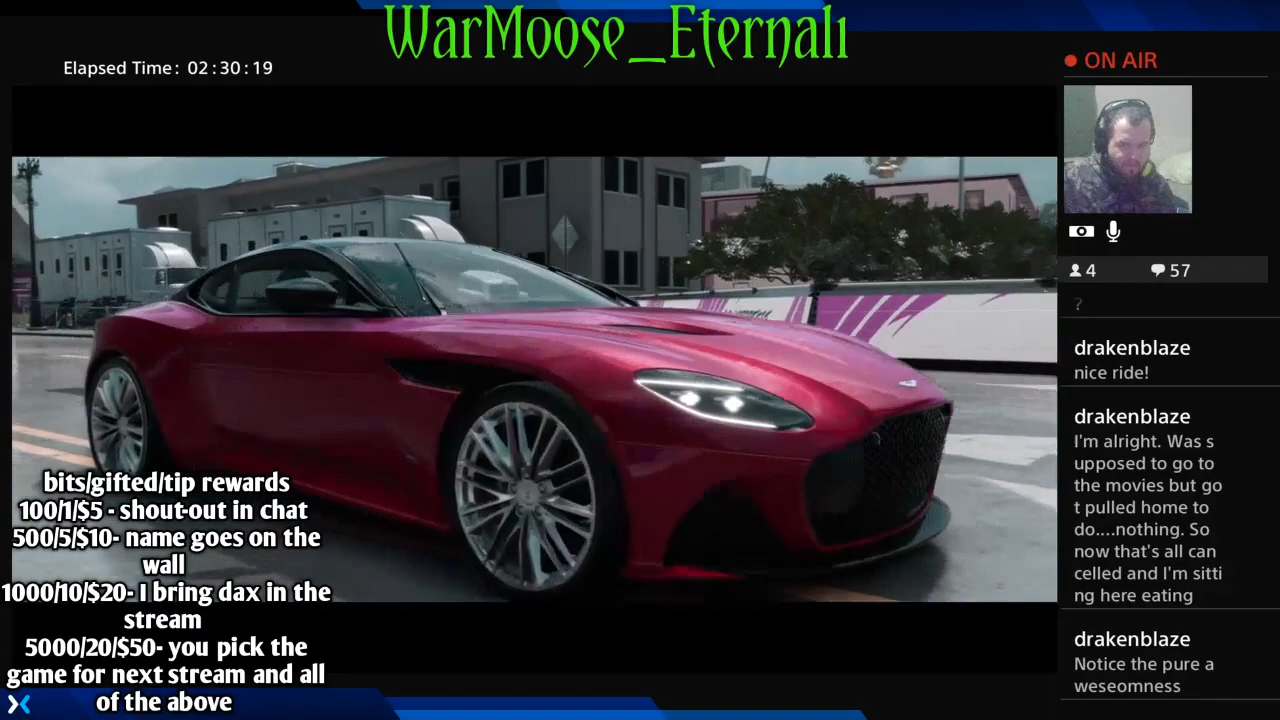 WarMoose_Eternal1
Elapsed Time: 02:30:19
ON AIR
4
57
?
drakenblaze
nice ride!
drakenblaze
I'm alright. Was s
upposed to go to
the movies but go
t pulled home to
do....nothing. So
now that's all can
celled and I'm sitti
ng here eating
drakenblaze
Notice the pure a
weseomness
bits/gifted/tip rewards
100/1/$5 - shout-out in chat
500/5/$10- name goes on the
wall
1000/10/$20- I bring dax in the
stream
5000/20/$50- you pick the
game for next stream and all
of the above